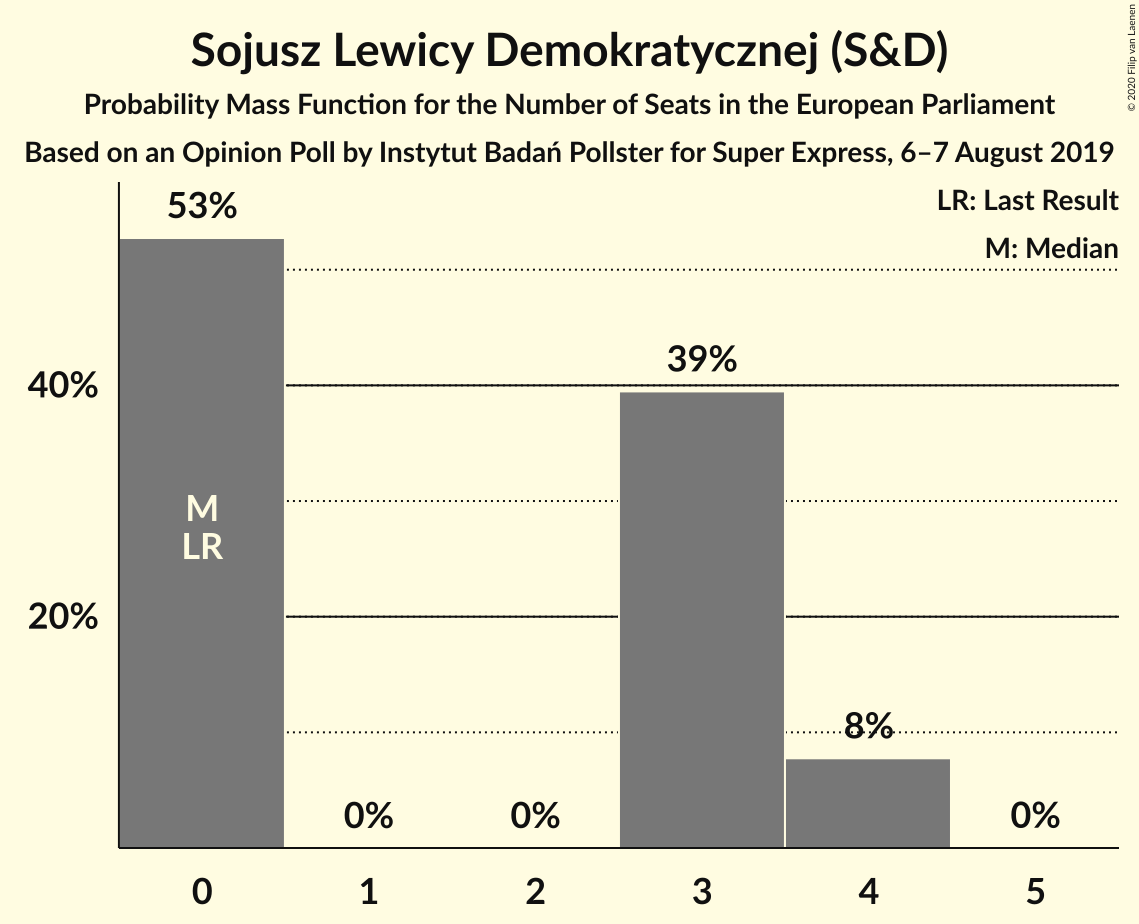 Sojusz Lewicy Demokratycznej (S&D)
Probability Mass Function for the Number of Seats in the European Parliament
Based on an Opinion Poll by Instytut Badań Pollster for Super Express, 6–7 August 2019
© 2020 Filip van Laenen
LR: Last Result
M: Median
53%
39%
40%
M
LR
20%
8%
0%
0%
0%
0
1
2
3
4
5